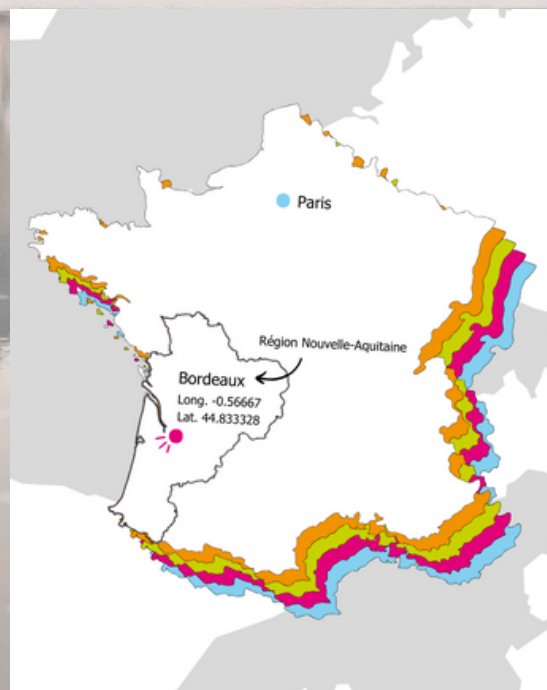 Paris
Région Nouvelle-Aquitaine
Bordeaux
Long. -0.56667
Lat. 44.833328